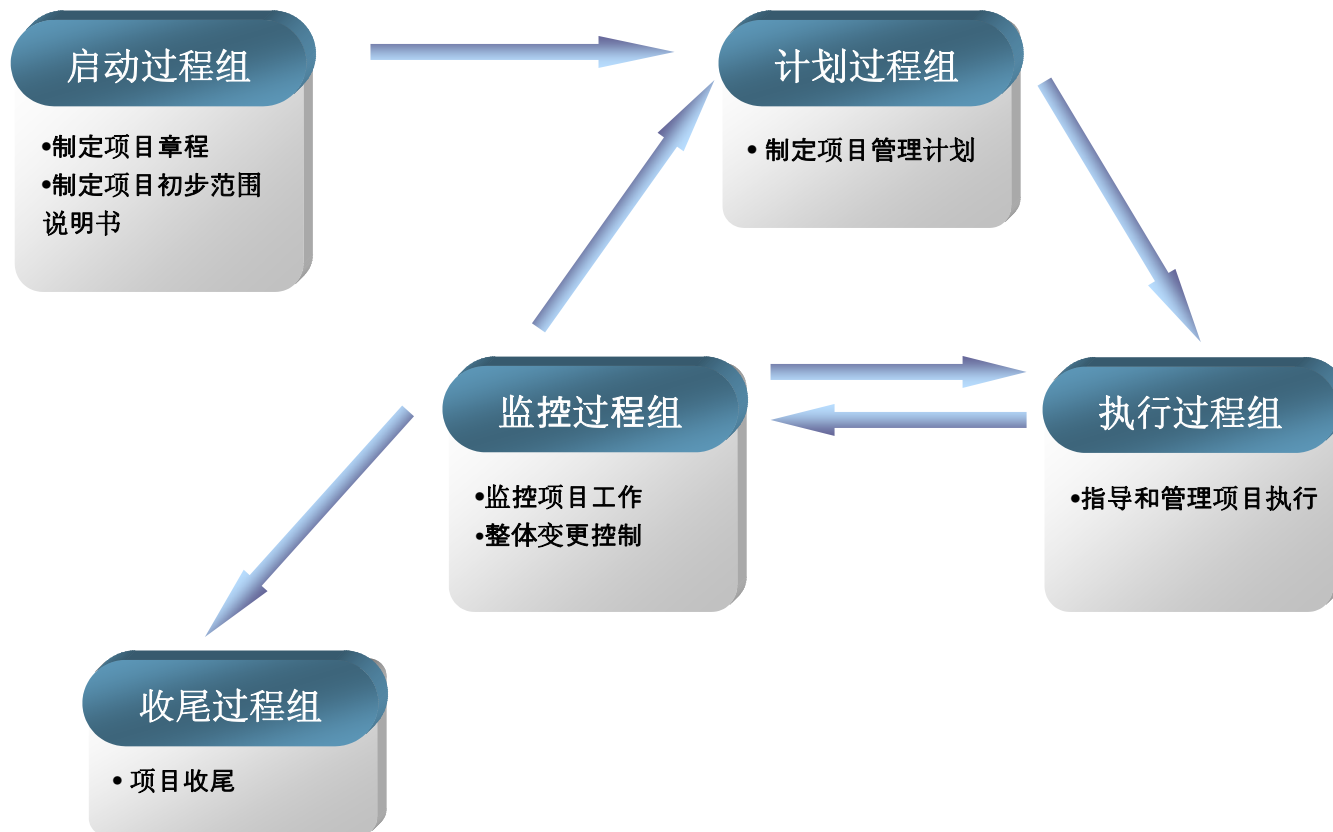 启动过程组
•制定项目章程
•制定项目初步范围
说明书
计划过程组
• 制定项目管理计划
监控过程组
•监控项目工作
•整体变更控制
执行过程组
•指导和管理项目执行
收尾过程组
• 项目收尾